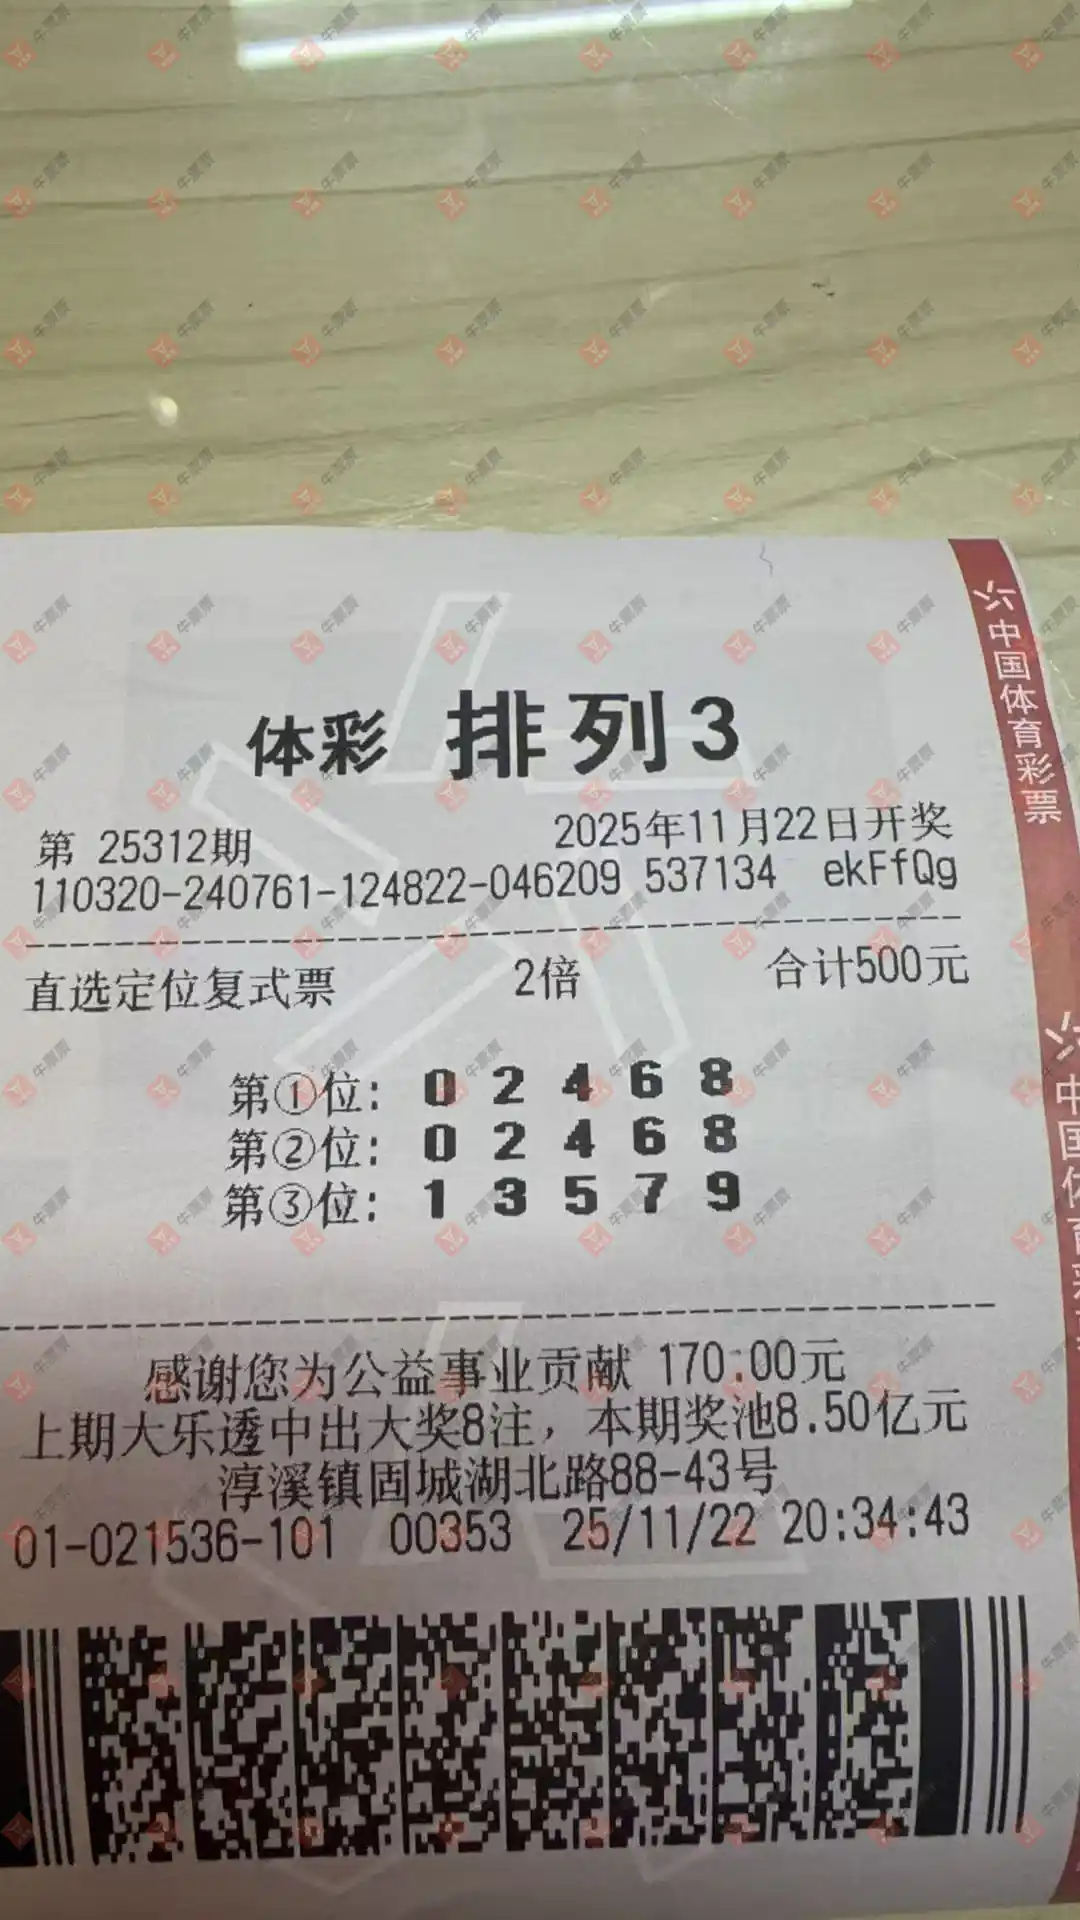 体彩 排列3
第 25312期 2025年11月22日开奖
110320-240761-124822-046209 537134 ekFfQg
直选定位复式票 2倍 合计500元
第①位: 0 2 4 6 8
第②位: 0 2 4 6 8
第③位: 1 3 5 7 9
感谢您为公益事业贡献 170.00元
上期大乐透中出大奖8注，本期奖池8.50亿元
淳溪镇固城湖北路88-43号
01-021536-101 00353 25/11/22 20:34:43
中国体育彩票
中国体育彩